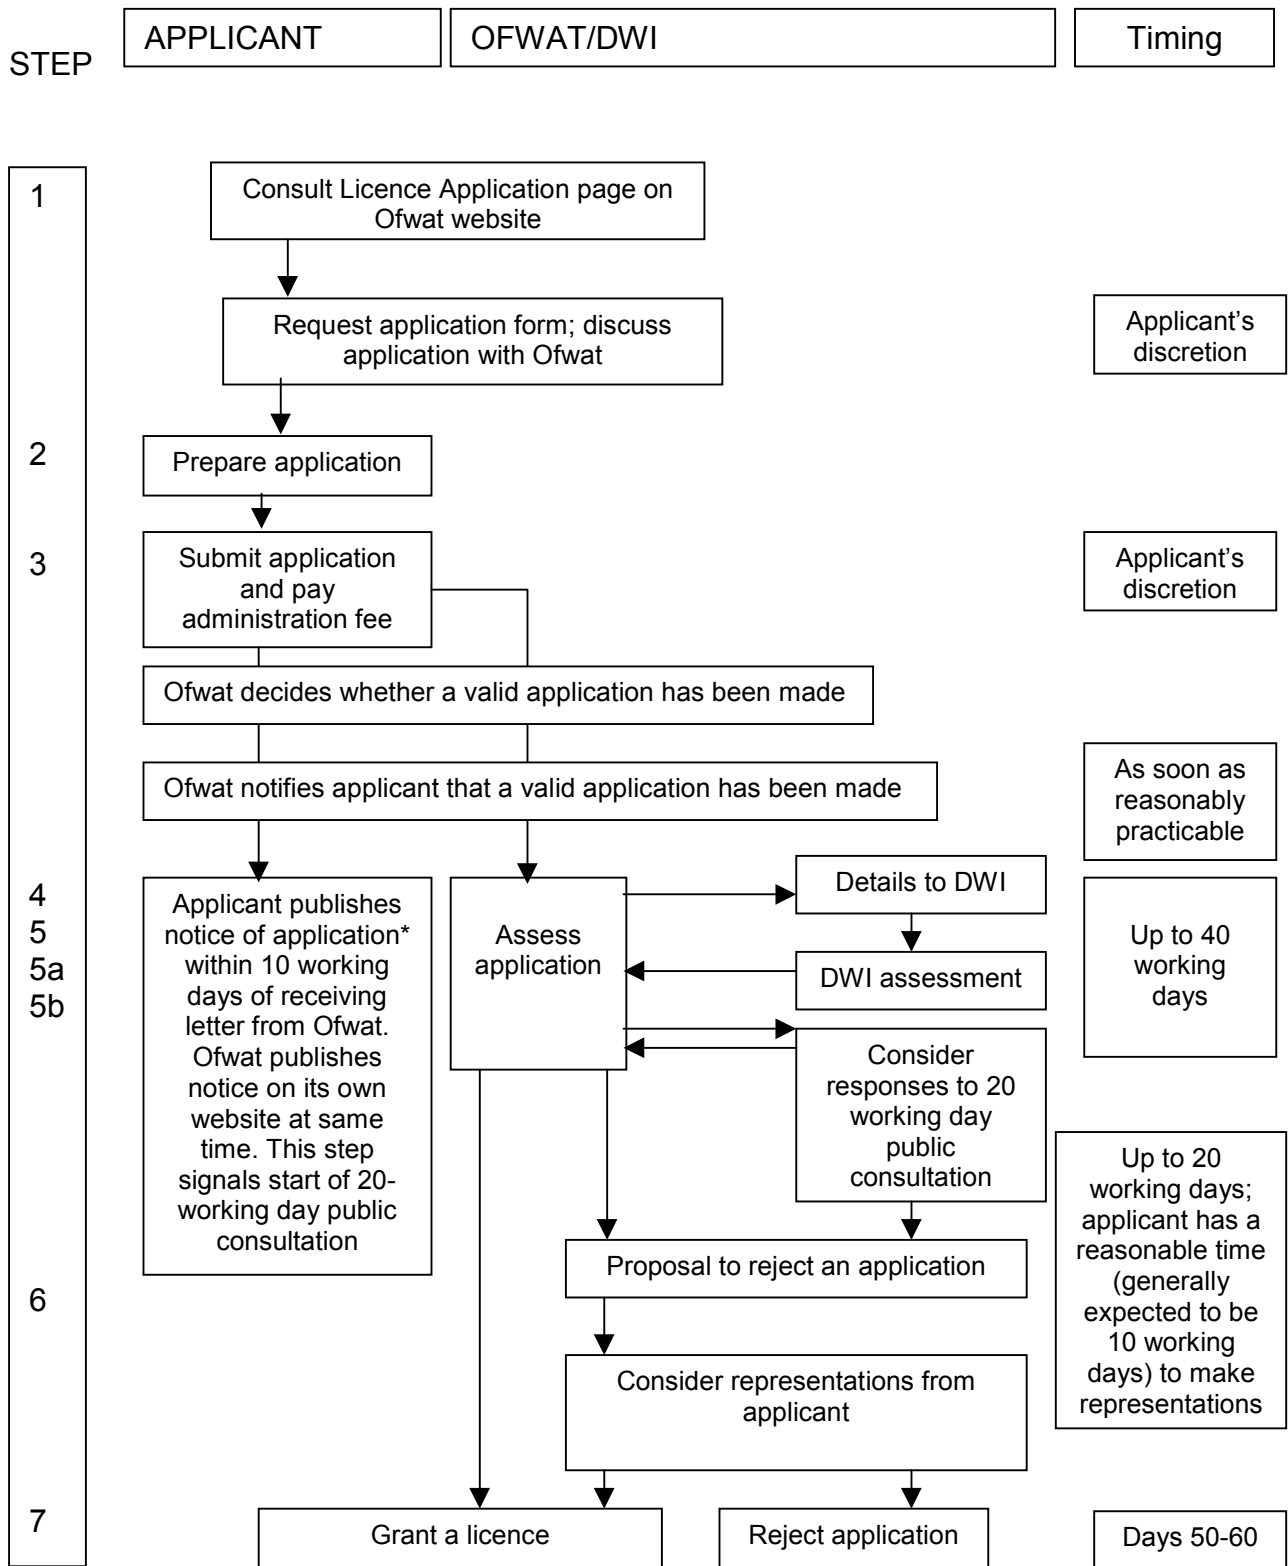 STEP
APPLICANT
OFWAT/DWI
Timing
1
Consult Licence Application page on
Ofwat website
Request application form; discuss
application with Ofwat
Applicant's
discretion
2
Prepare application
3
Submit application
and pay
administration fee
Applicant's
discretion
Ofwat decides whether a valid application has been made
Ofwat notifies applicant that a valid application has been made
As soon as
reasonably
practicable
4
5
5a
5b
Applicant publishes
notice of application*
within 10 working
days of receiving
letter from Ofwat.
Ofwat publishes
notice on its own
website at same
time. This step
signals start of 20-
working day public
consultation
Assess
application
Details to DWI
DWI assessment
Up to 40
working
days
Consider
responses to 20
working day
public
consultation
6
Proposal to reject an application
Up to 20
working days;
applicant has a
reasonable time
(generally
expected to be
10 working
days) to make
representations
Consider representations from
applicant
7
Grant a licence
Reject application
Days 50-60